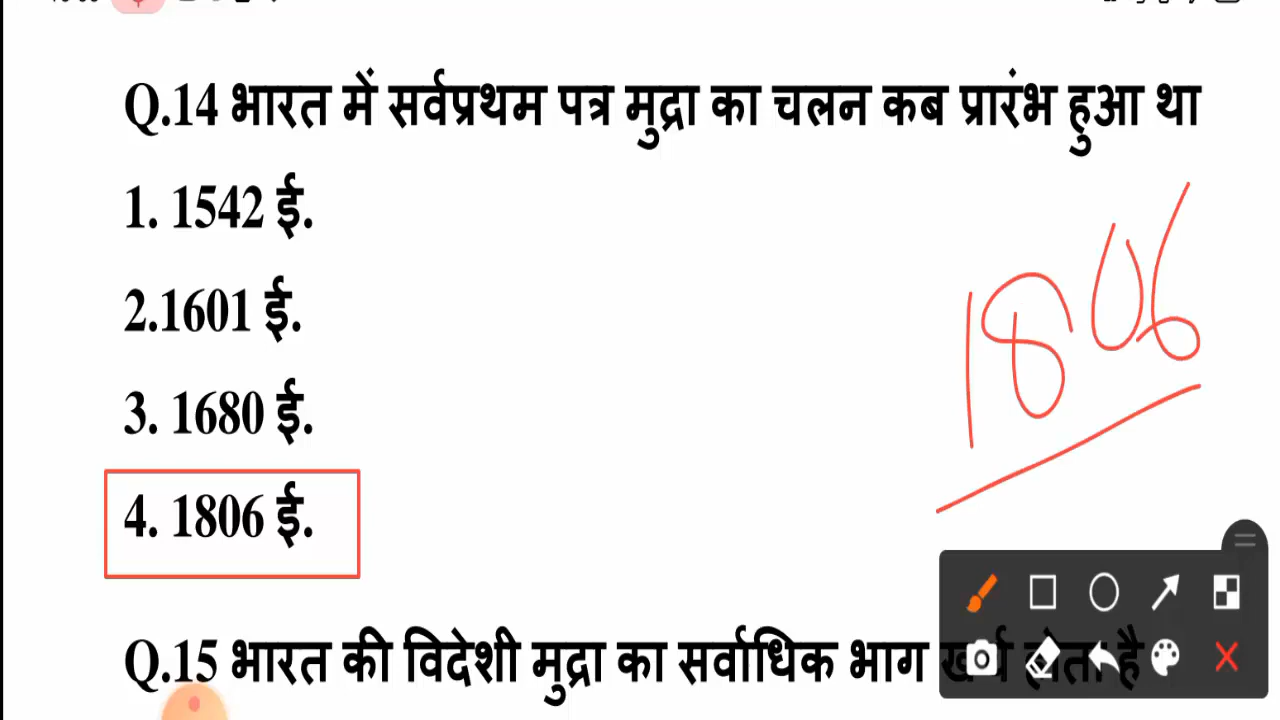 Q.14 भारत में सर्वप्रथम पत्र मुद्रा का चलन कब प्रारंभ हुआ था
1. 1542 ई.
2.1601 ई.
3. 1680 ई.
4. 1806 ई.
1806
Q.15 भारत की विदेशी मुद्रा का सर्वाधिक भाग खर्च होता है